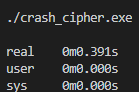 ./crash_cipher.exe
real 0m0.391s
user 0m0.000s
sys 0m0.000s